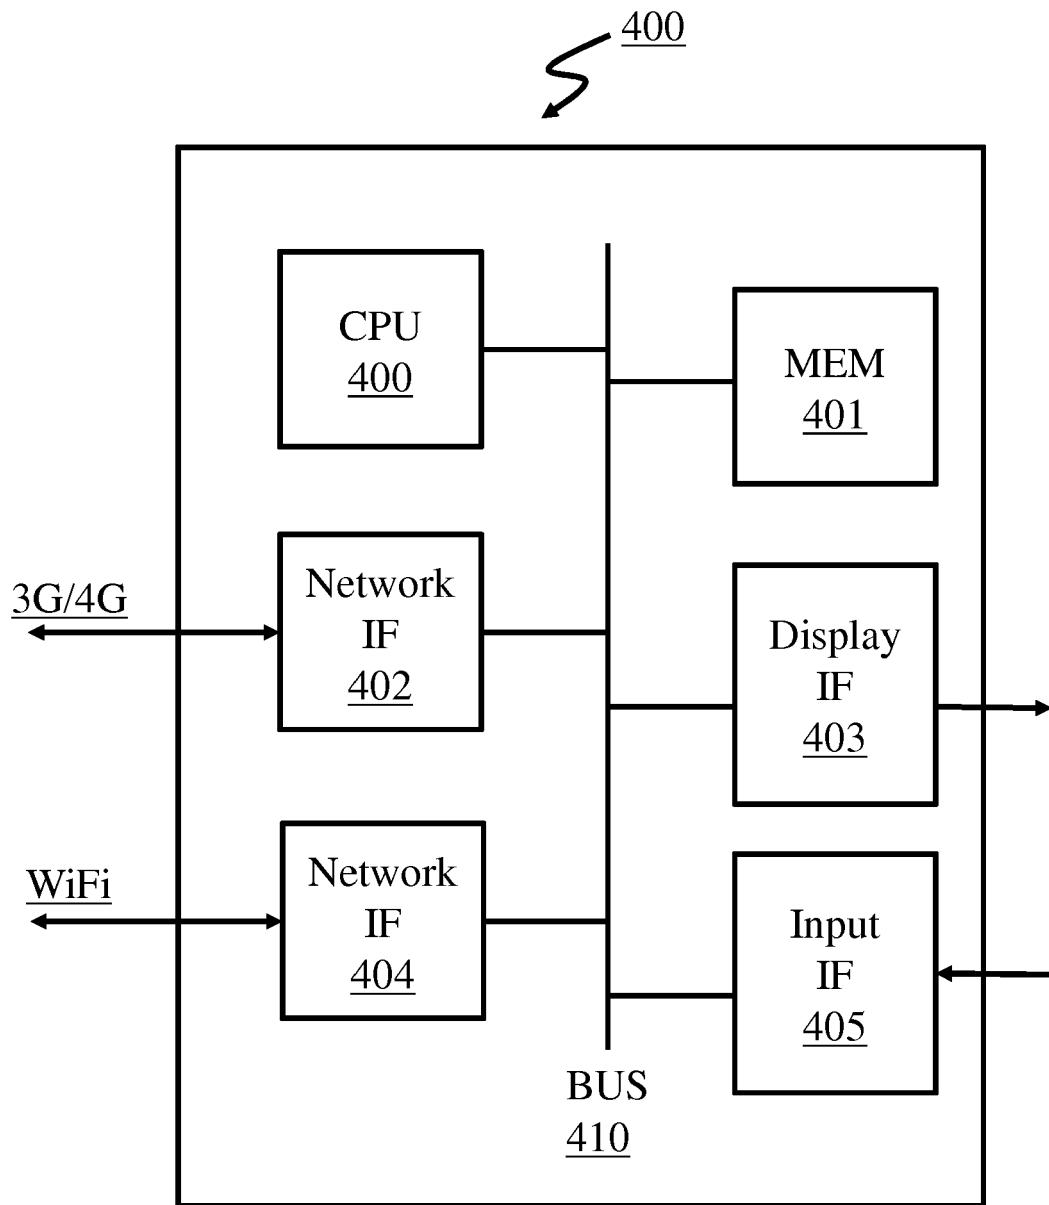 400
CPU
400
MEM
401
3G/4G
Network
IF
402
Display
IF
403
WiFi
Network
IF
404
Input
IF
405
BUS
410